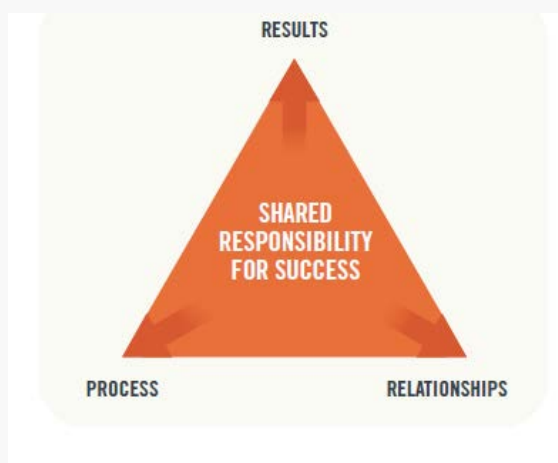 RESULTS
SHARED
RESPONSIBILITY
FOR SUCCESS
PROCESS
RELATIONSHIPS